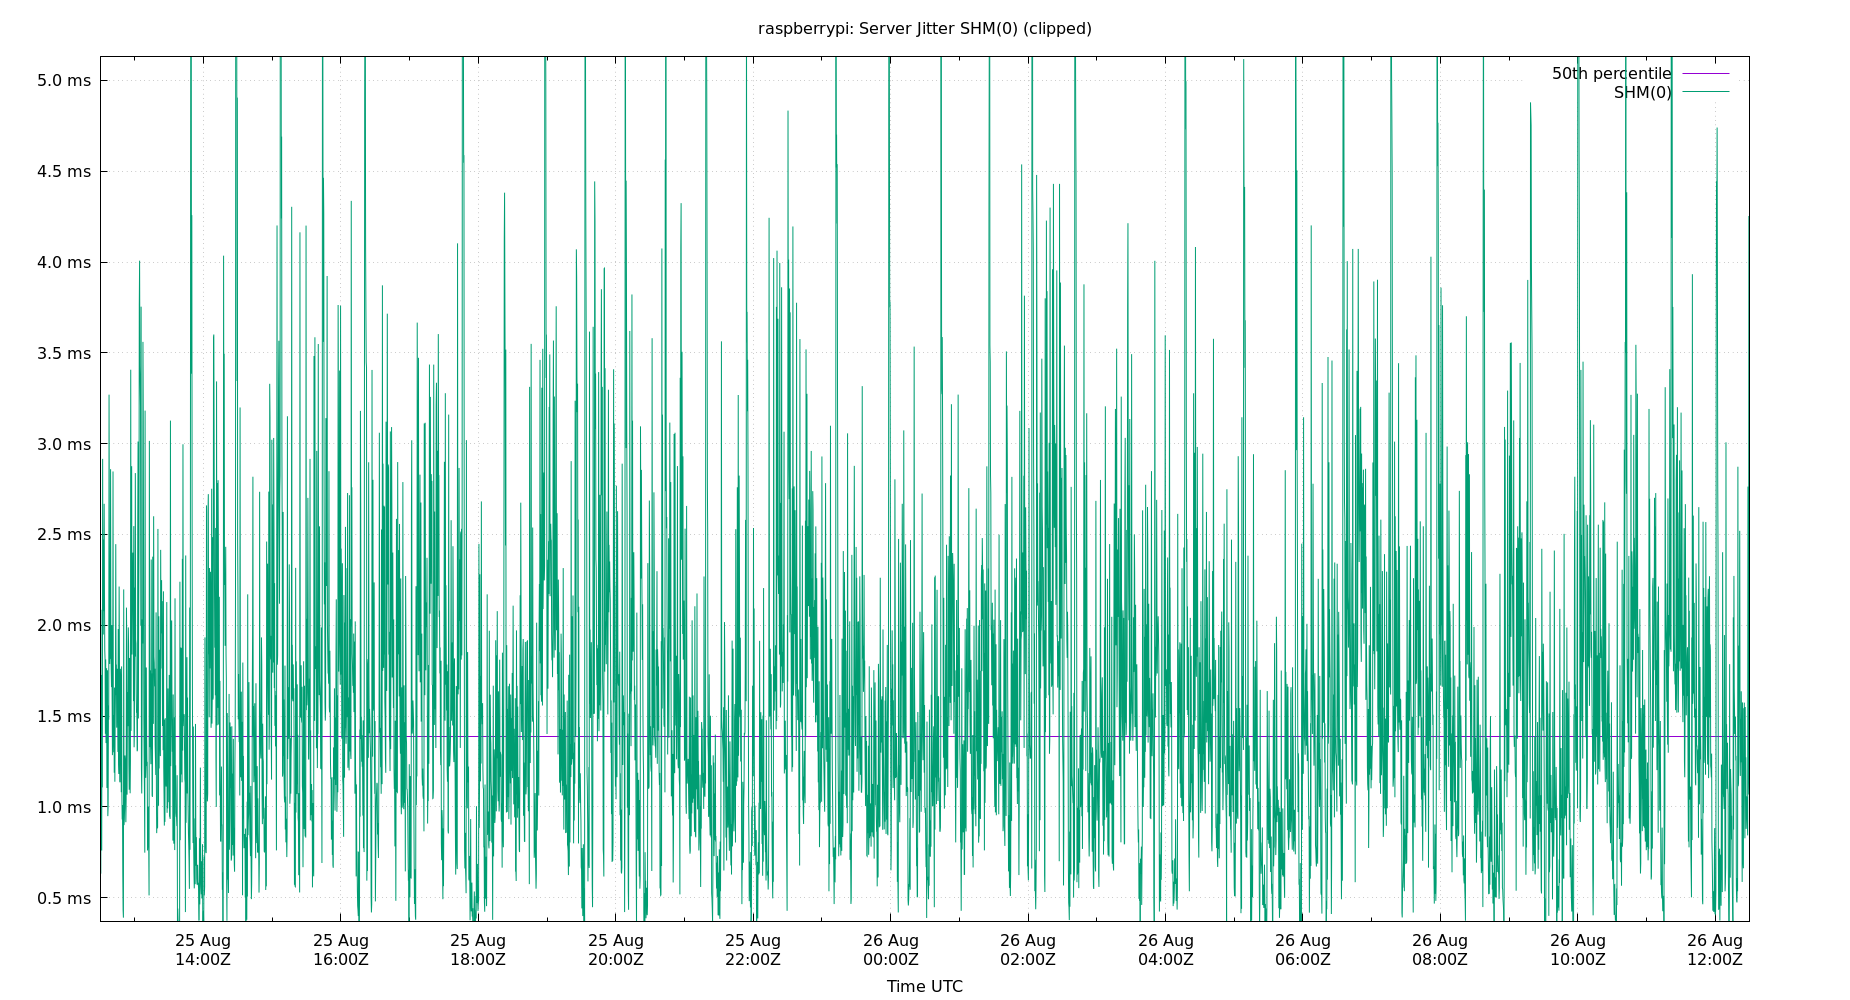 raspberrypi: Server Jitter SHM(0) (clipped)
50th percentile
SHM(0)
5.0 ms
4.5 ms
4.0 ms
3.5 ms
3.0 ms
2.5 ms
2.0 ms
1.5 ms
1.0 ms
0.5 ms
25 Aug 25 Aug 25 Aug 25 Aug 25 Aug 26 Aug 26 Aug 26 Aug 26 Aug 26 Aug 26 Aug 26 Aug
14:00Z 16:00Z 18:00Z 20:00Z 22:00Z 00:00Z 02:00Z 04:00Z 06:00Z 08:00Z 10:00Z 12:00Z
Time UTC